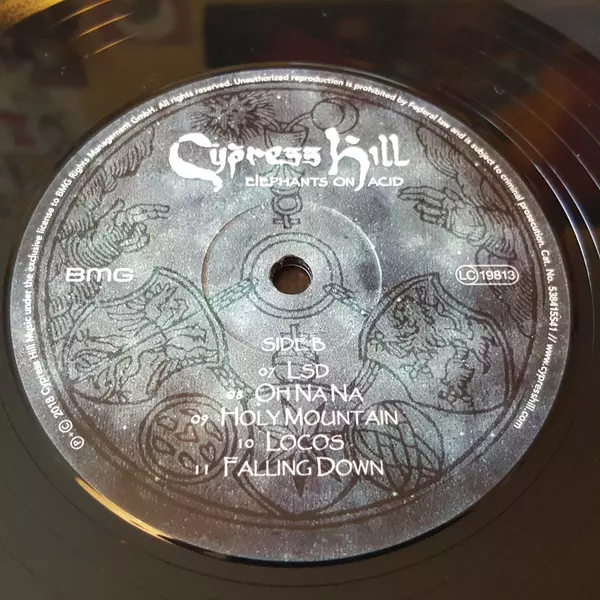 ℗ © 2018 Cypress Hill Music under the exclusive license to BMG Rights Management GmbH. All rights reserved. Unauthorized reproduction is prohibited by Federal law and is subject to criminal prosecution. Cat. No. 538415541 // www.cypresshill.com
Cypress Hill
ELEPHANTS ON ACID
BMG
LC 19813
SIDE B
07 LSD
08 OH NA NA
09 HOLY MOUNTAIN
10 LOCOS
11 FALLING DOWN